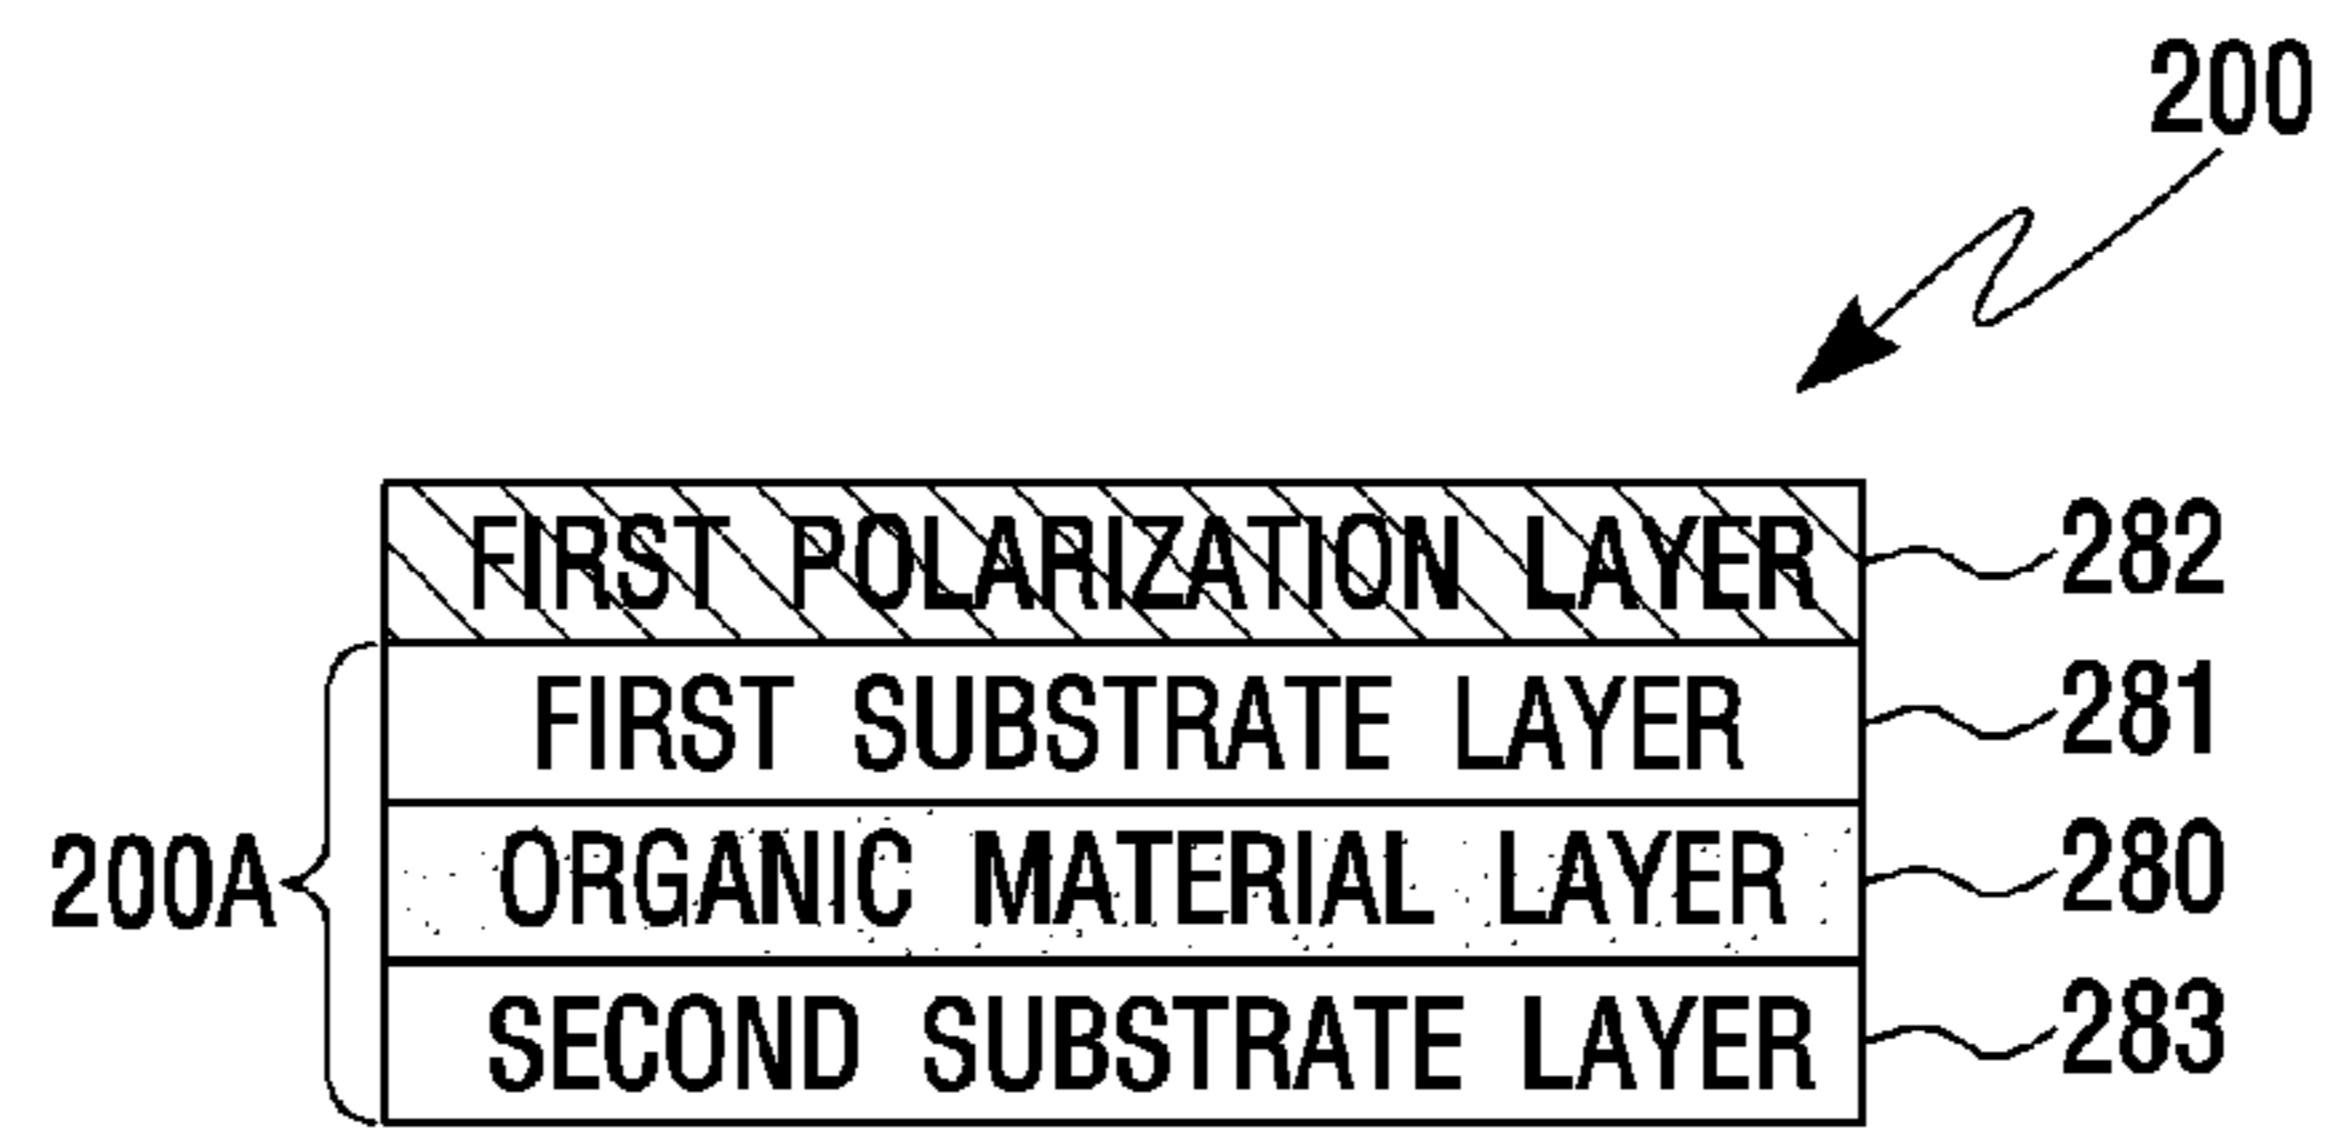 200
FIRST POLARIZATION LAYER 282
FIRST SUBSTRATE LAYER 281
200A ORGANIC MATERIAL LAYER 280
SECOND SUBSTRATE LAYER 283